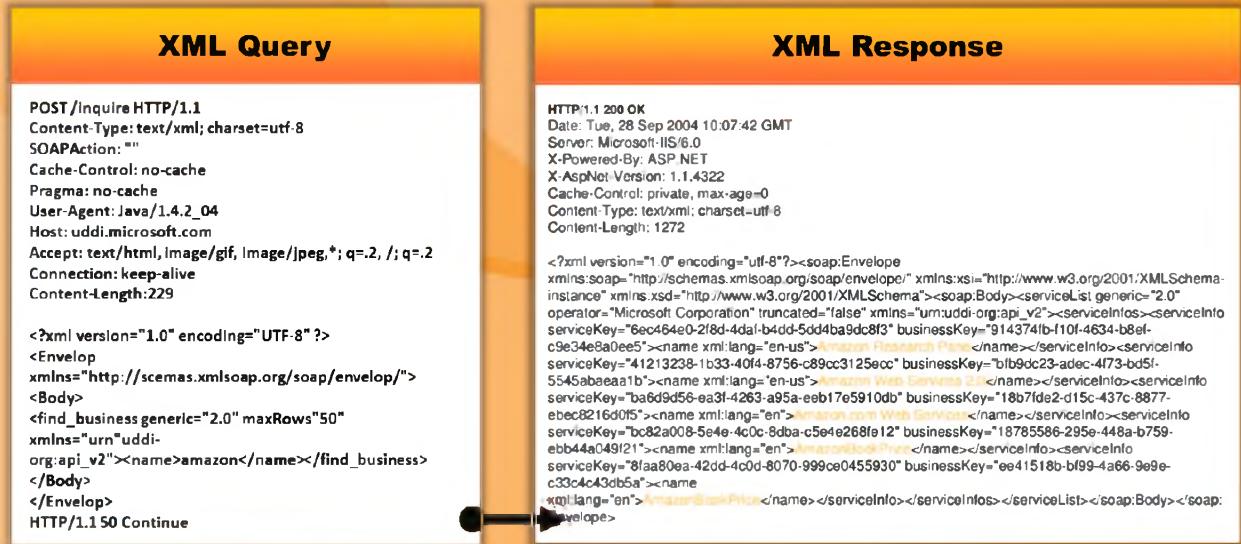 XML Query
POST /inquire HTTP/1.1
Content-Type: text/xml; charset=utf-8
SOAPAction: ""
Cache-Control: no-cache
Pragma: no-cache
User-Agent: Java/1.4.2_04
Host: uddi.microsoft.com
Accept: text/html, image/gif, image/jpeg,*; q=.2, /; q=.2
Connection: keep-alive
Content-Length:229
<?xml version="1.0" encoding="UTF-8" ?>
<Envelop
xmlns="http://scemas.xmlsoap.org/soap/envelop/">
<Body>
<find_business generic="2.0" maxRows"50"
xmlns="urn"uddi-
org:api_v2"><name>amazon</name></find_business>
</Body>
</Envelop>
HTTP/1.1 50 Continue
XML Response
HTTP/1.1 200 OK
Date: Tue, 28 Sep 2004 10:07:42 GMT
Server: Microsoft-IIS/6.0
X-Powered-By: ASP.NET
X-AspNet-Version: 1.1.4322
Cache-Control: private, max-age=0
Content-Type: text/xml; charset=utf-8
Content-Length: 1272
<?xml version="1.0" encoding="utf-8"?><soap:Envelope
xmlns:soap="http://schemas.xmlsoap.org/soap/envelope/" xmlns:xsi="http://www.w3.org/2001/XMLSchema-
instance" xmlns:xsd="http://www.w3.org/2001/XMLSchema"><soap:Body><serviceList generic="2.0"
operator="Microsoft Corporation" truncated="false" xmlns="urn:uddi-org:api_v2"><serviceInfos><serviceInfo
serviceKey="6ec464e0-2f8d-4daf-b4dd-5dd4ba9dc8f3" businessKey="914374fb-f10f-4634-b8ef-
c9e34e8a0ee5"><name xml:lang="en-us">Amazon Research Pane</name></serviceInfo><serviceInfo
serviceKey="41213238-1b33-40f4-8756-c89cc3125ecc" businessKey="bfb9dc23-adec-4f73-bd5f-
5545abaeaa1b"><name xml:lang="en-us">Amazon Web Services 2.0</name></serviceInfo><serviceInfo
serviceKey="ba6d9d56-ea3f-4263-a95a-eeb17e5910db" businessKey="18b7fde2-d15c-437c-8877-
ebec8216d0f5"><name xml:lang="en">Amazon.com Web Services</name></serviceInfo><serviceInfo
serviceKey="bc82a008-5e4e-4c0c-8dba-c5e4e268fe12" businessKey="18785586-295e-448a-b759-
ebb44a049f21"><name xml:lang="en">AmazonBookPrice</name></serviceInfo><serviceInfo
serviceKey="8faa80ea-42dd-4c0d-8070-999ce0455930" businessKey="ee41518b-bf99-4a66-9e9e-
c33c4c43db5a"><name
xml:lang="en">AmazonBookPrice</name></serviceInfo></serviceInfos></serviceList></soap:Body></soap:
Envelope>